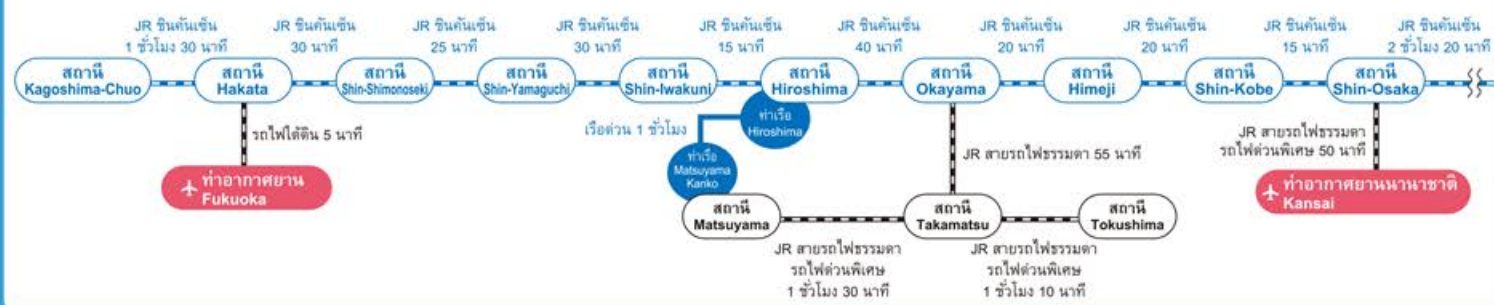 JR ชินคันเซ็น
1 ชั่วโมง 30 นาที
JR ชินคันเซ็น
30 นาที
JR ชินคันเซ็น
25 นาที
JR ชินคันเซ็น
30 นาที
JR ชินคันเซ็น
15 นาที
JR ชินคันเซ็น
40 นาที
JR ชินคันเซ็น
20 นาที
JR ชินคันเซ็น
20 นาที
JR ชินคันเซ็น
15 นาที
JR ชินคันเซ็น
2 ชั่วโมง 20 นาที
สถานี
Kagoshima-Chuo
สถานี
Hakata
สถานี
Shin-Shimonoseki
สถานี
Shin-Yamaguchi
สถานี
Shin-Iwakuni
สถานี
Hiroshima
สถานี
Okayama
สถานี
Himeji
สถานี
Shin-Kobe
สถานี
Shin-Osaka
รถไฟใต้ดิน 5 นาที
ท่าอากาศยาน
Fukuoka
เรือด่วน 1 ชั่วโมง
ท่าเรือ
Hiroshima
ท่าเรือ
Matsuyama
Kanko
JR สายรถไฟธรรมดา 55 นาที
JR สายรถไฟธรรมดา
รถไฟด่วนพิเศษ 50 นาที
ท่าอากาศยานนานาชาติ
Kansai
สถานี
Matsuyama
สถานี
Takamatsu
สถานี
Tokushima
JR สายรถไฟธรรมดา
รถไฟด่วนพิเศษ
1 ชั่วโมง 30 นาที
JR สายรถไฟธรรมดา
รถไฟด่วนพิเศษ
1 ชั่วโมง 10 นาที